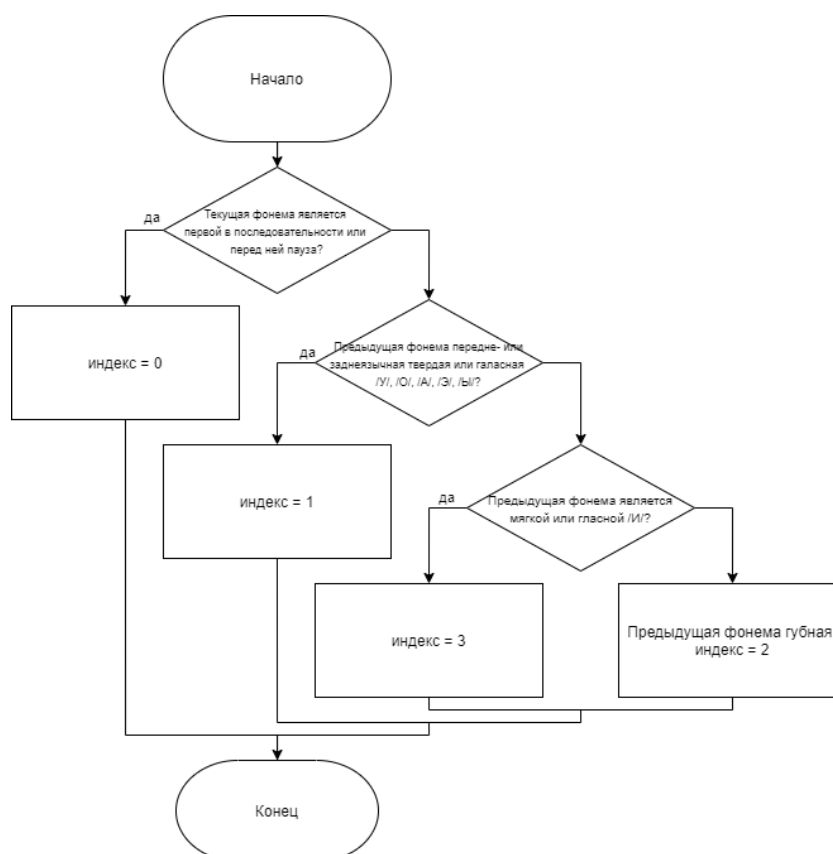 Начало
да
Текущая фонема является
первой в последовательности или
перед ней пауза?
индекс = 0
да
Предыдущая фонема передне- или
заднеязычная твердая или галасная
/У/, /О/, /А/, /Э/, /Ы/?
индекс = 1
да
Предыдущая фонема является
мягкой или гласной /И/?
индекс = 3
Предыдущая фонема губная
индекс = 2
Конец